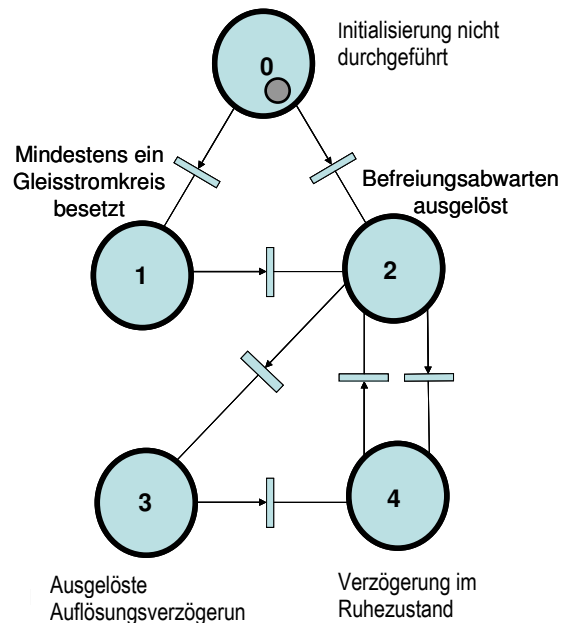 Initialisierung nicht
durchgeführt
0
Mindestens ein
Gleisstromkreis
besetzt
Befreiungsabwarten
ausgelöst
1
2
3
4
Ausgelöste
Auflösungsverzögerun
Verzögerung im
Ruhezustand